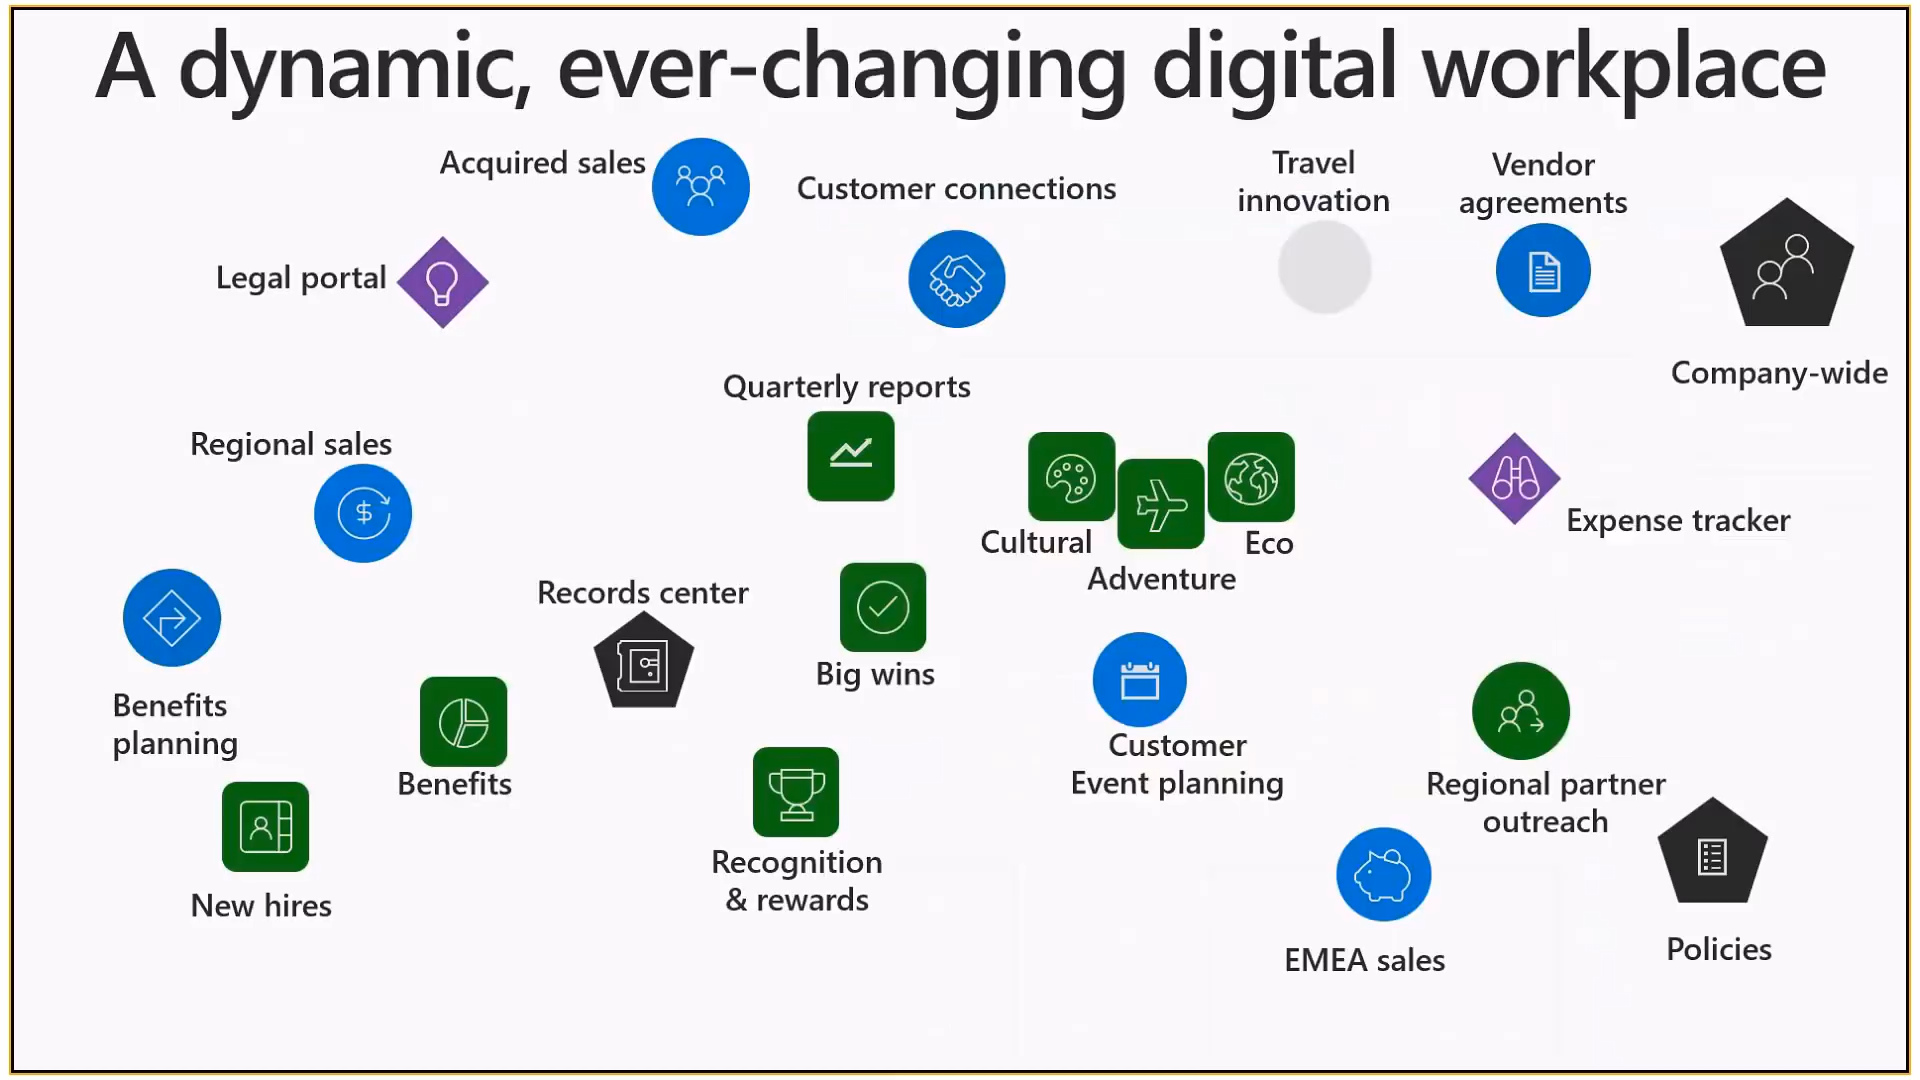 A dynamic, ever-changing digital workplace
Acquired sales
Customer connections
Travel
innovation
Vendor
agreements
Legal portal
Company-wide
Quarterly reports
Regional sales
$
Cultural
Adventure
Eco
Expense tracker
Records center
Big wins
Benefits
planning
Benefits
Customer
Event planning
Regional partner
outreach
New hires
Recognition
& rewards
EMEA sales
Policies